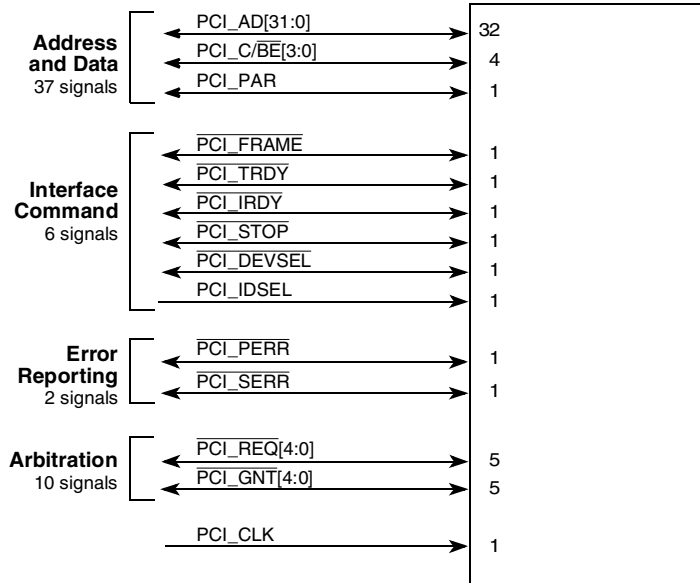 Address
and Data
37 signals
PCI_AD[31:0]
32
PCI_C/BE[3:0]
4
PCI_PAR
1
Interface
Command
6 signals
PCI_FRAME
1
PCI_TRDY
1
PCI_IRDY
1
PCI_STOP
1
PCI_DEVSEL
1
PCI_IDSEL
1
Error
Reporting
2 signals
PCI_PERR
1
PCI_SERR
1
Arbitration
10 signals
PCI_REQ[4:0]
5
PCI_GNT[4:0]
5
PCI_CLK
1